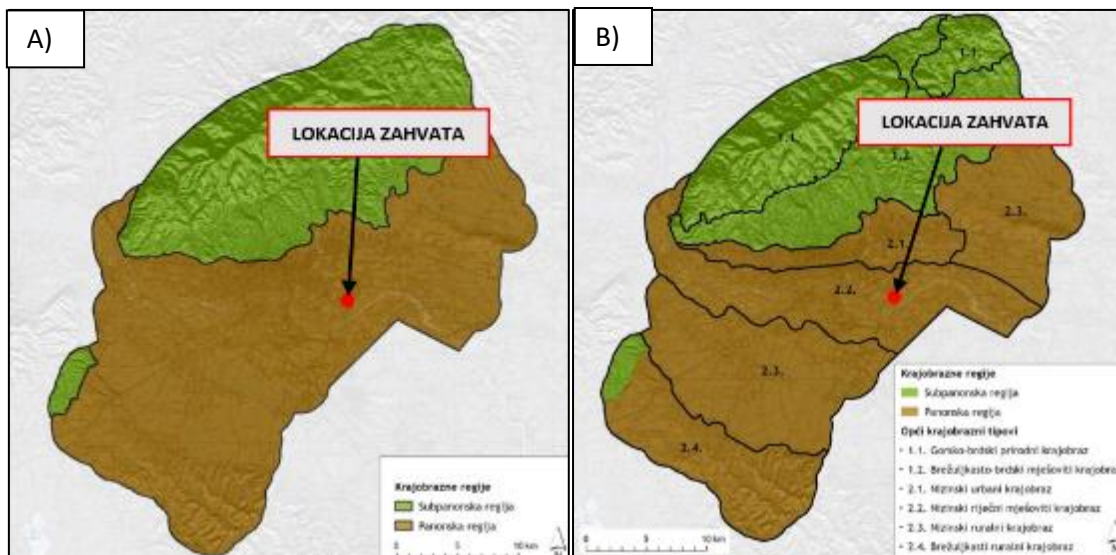 A)
LOKACIJA ZAHVATA
Krajobrazne regije
Subpanonska regija
Panonska regija
0 5 10 km
B)
1.1.
LOKACIJA ZAHVATA
1.1.
1.2.
2.3.
2.1.
2.2.
2.3.
2.4.
Krajobrazne regije
Subpanonska regija
Panonska regija
Opći krajobrazni tipovi
- 1.1. Gorsko-brdski prirodni krajobraz
- 1.2. Brežuljkasto-brdski mješoviti krajobraz
- 2.1. Nizinski urbani krajobraz
- 2.2. Nizinski riječni mješoviti krajobraz
- 2.3. Nizinski ruralni krajobraz
- 2.4. Brežuljkasti ruralni krajobraz
0 5 10 km